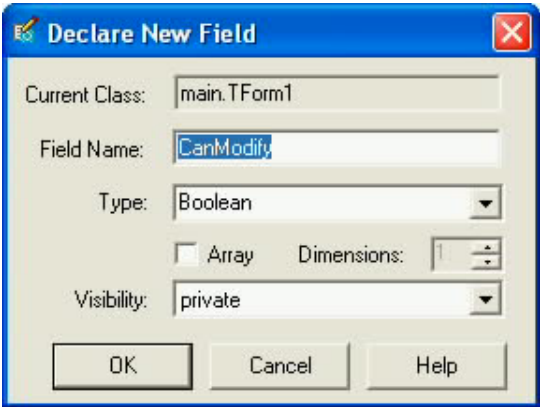 Declare New Field
Current Class: main.TForm1
Field Name: CanModify
Type: Boolean
Array Dimensions: 1
Visibility: private
OK Cancel Help